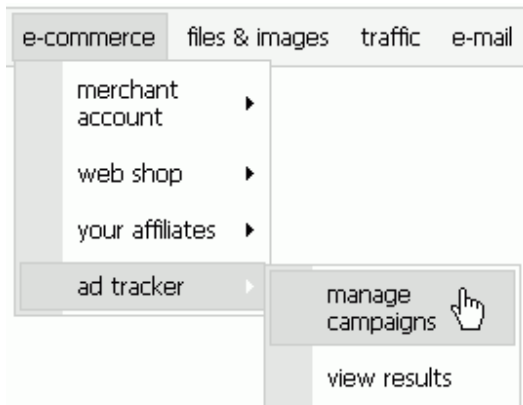 e-commerce files & images traffic e-mail
merchant
account
web shop
your affiliates
ad tracker
manage
campaigns
view results